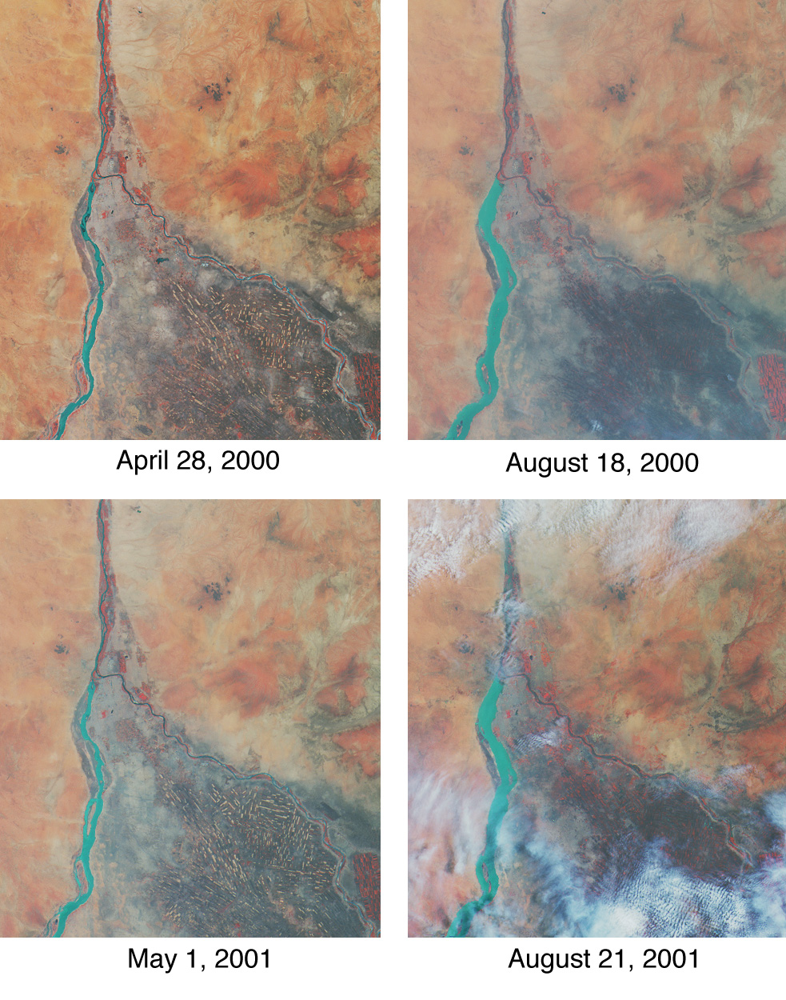 April 28, 2000
August 18, 2000
May 1, 2001
August 21, 2001